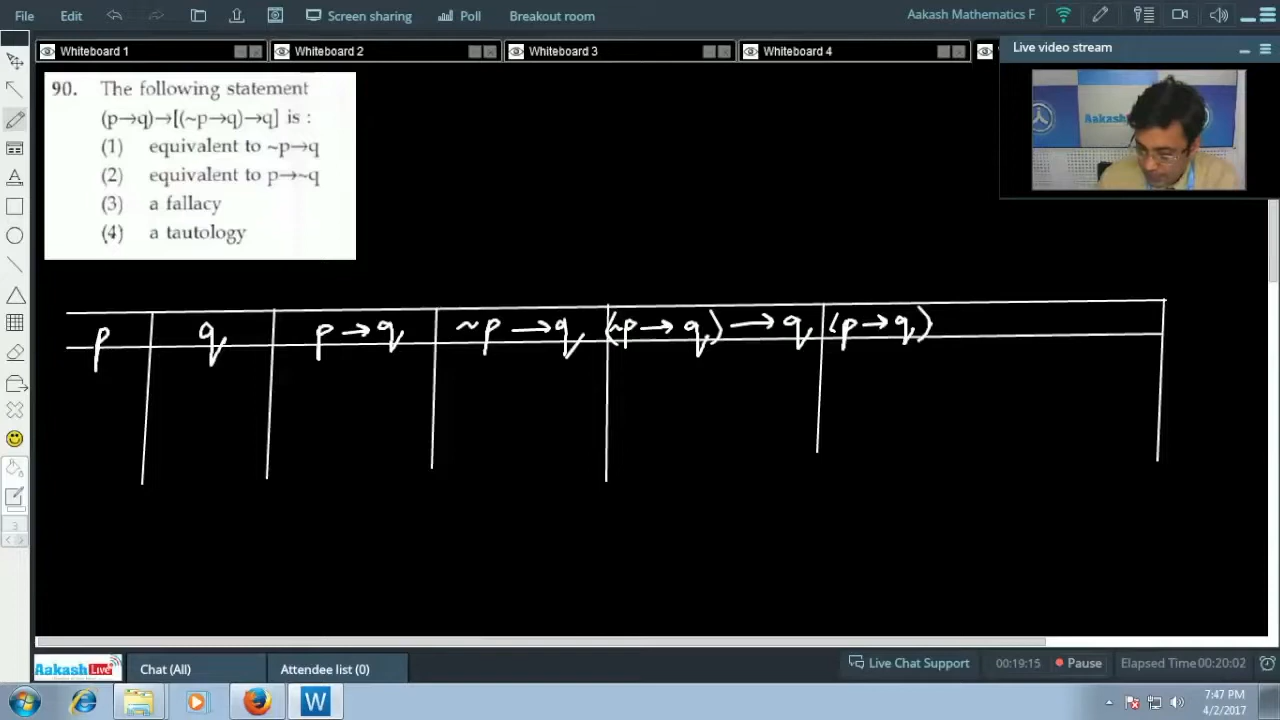 File Edit Screen sharing Poll Breakout room Aakash Mathematics F
Whiteboard 1 Whiteboard 2 Whiteboard 3 Whiteboard 4 Live video stream
Aakash
90. The following statement
(p→q)→[(~p→q)→q] is :
(1) equivalent to ~p→q
(2) equivalent to p→~q
(3) a fallacy
(4) a tautology
p q p→q ~p→q (~p→q)→q (p→q)
3
Aakash Live Chat (All) Attendee list (0) Live Chat Support 00:19:15 Pause Elapsed Time 00:20:02
W 7:47 PM
4/2/2017